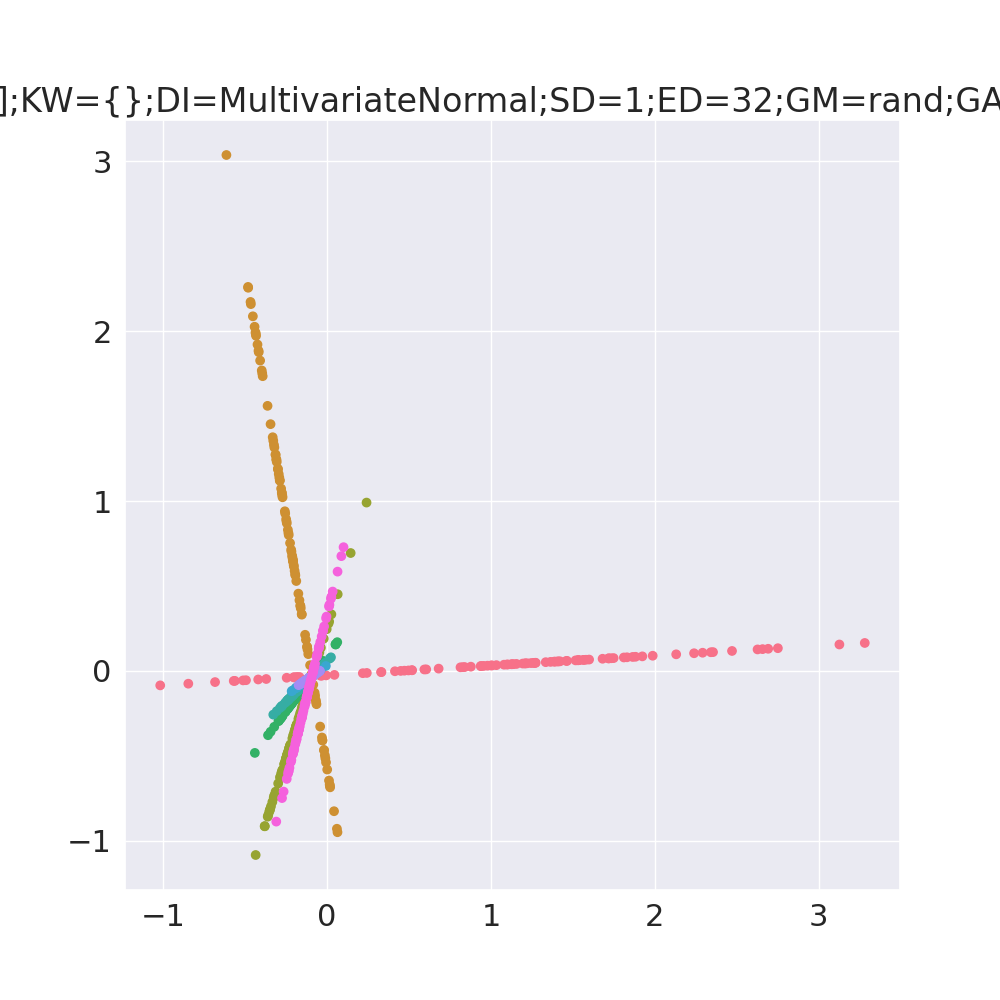 ];KW={};DI=MultivariateNormal;SD=1;ED=32;GM=rand;GA
3
2
1
0
−1
−1 0 1 2 3